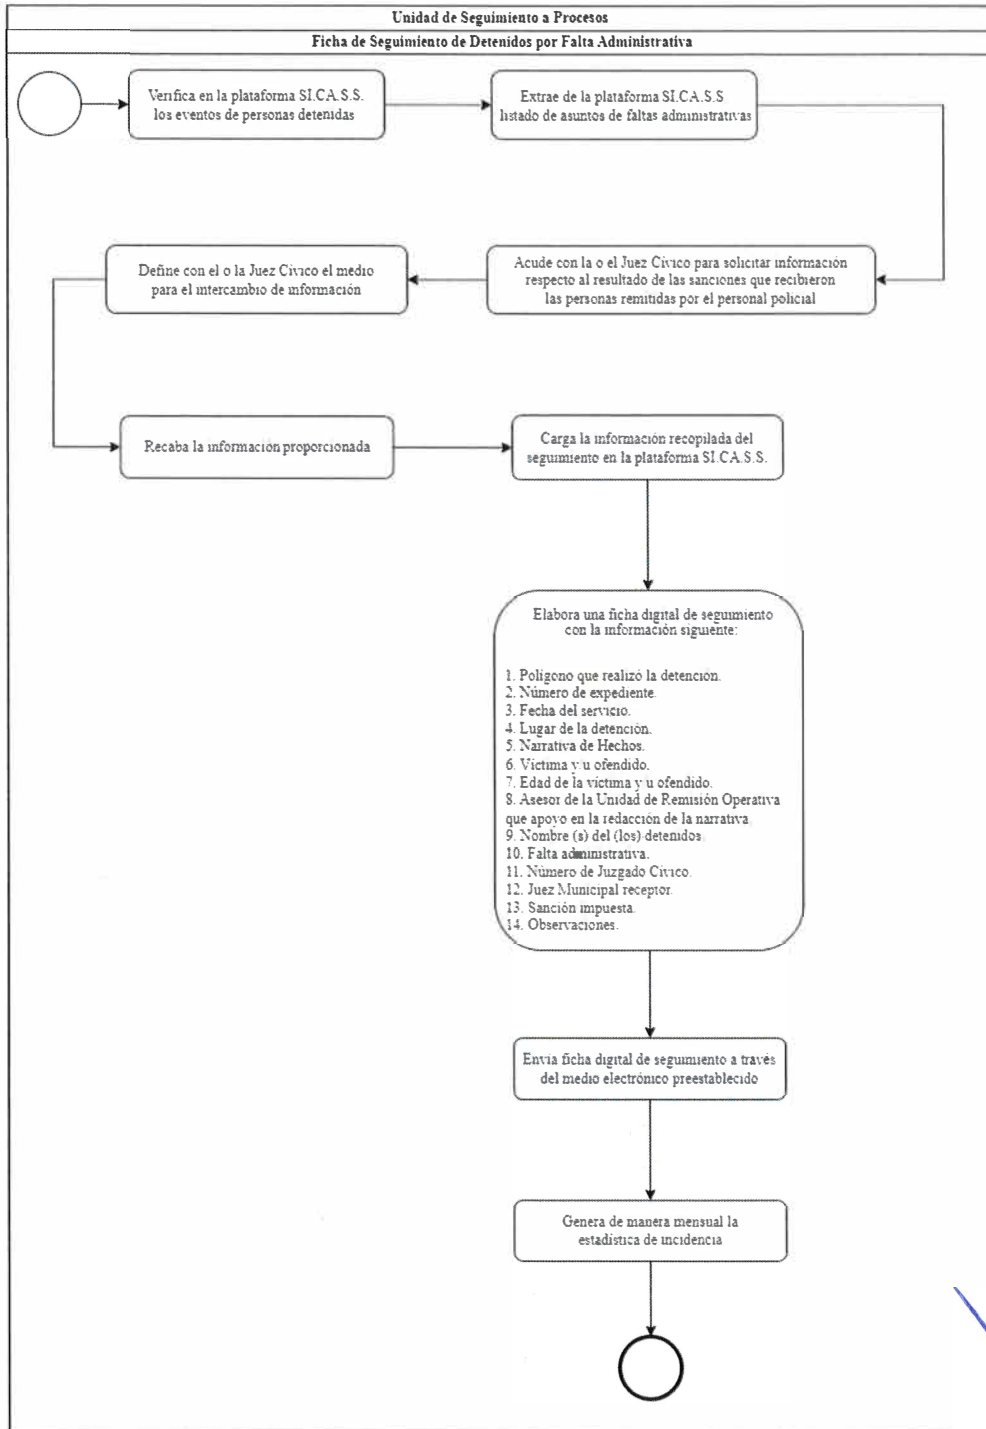 Unidad de Seguimiento a Procesos
Ficha de Seguimiento de Detenidos por Falta Administrativa
Verifica en la plataforma SI.CA.S.S.
los eventos de personas detenidas
Extrae de la plataforma SI.CA.S.S
listado de asuntos de faltas administrativas
Acude con la o el Juez Cívico para solicitar información
respecto al resultado de las sanciones que recibieron
las personas remitidas por el personal policial
Define con el o la Juez Cívico el medio
para el intercambio de información
Recaba la información proporcionada
Carga la información recopilada del
seguimiento en la plataforma SI.CA.S.S.
Elabora una ficha digital de seguimiento
con la información siguiente:
1. Polígono que realizó la detención.
2. Número de expediente.
3. Fecha del servicio.
4. Lugar de la detención.
5. Narrativa de Hechos.
6. Víctima y u ofendido.
7. Edad de la víctima y u ofendido.
8. Asesor de la Unidad de Remisión Operativa
que apoyo en la redacción de la narrativa.
9. Nombre (s) del (los) detenidos.
10. Falta administrativa.
11. Número de Juzgado Cívico.
12. Juez Municipal receptor.
13. Sanción impuesta.
14. Observaciones.
Envía ficha digital de seguimiento a través
del medio electrónico preestablecido
Genera de manera mensual la
estadística de incidencia